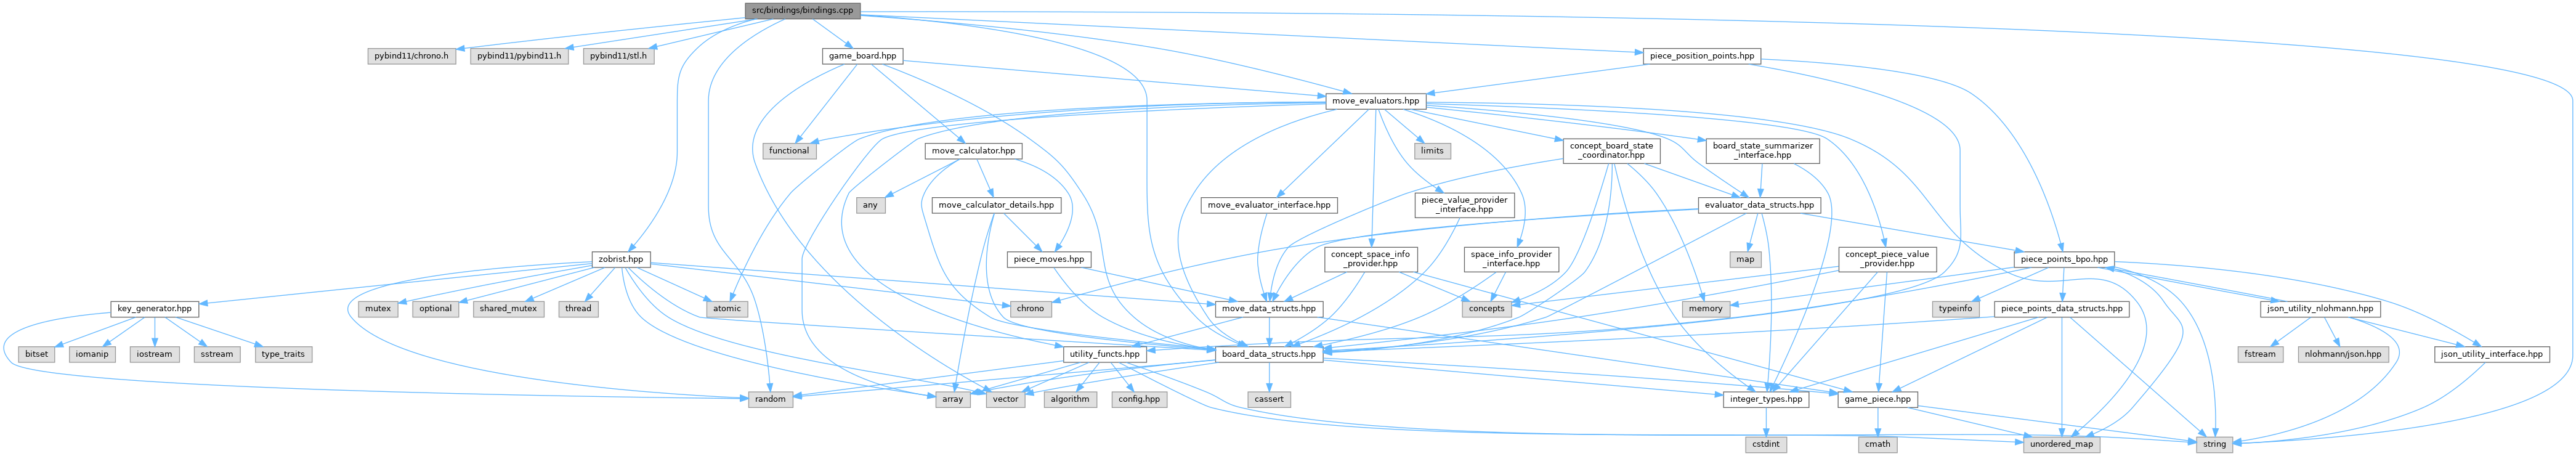 src/bindings/bindings.cpp
pybind11/chrono.h
pybind11/pybind11.h
pybind11/stl.h
game_board.hpp
piece_position_points.hpp
move_evaluators.hpp
functional
move_calculator.hpp
limits
concept_board_state
_coordinator.hpp
board_state_summarizer
_interface.hpp
any
move_calculator_details.hpp
move_evaluator_interface.hpp
piece_value_provider
_interface.hpp
evaluator_data_structs.hpp
zobrist.hpp
piece_moves.hpp
concept_space_info
_provider.hpp
space_info_provider
_interface.hpp
map
concept_piece_value
_provider.hpp
piece_points_bpo.hpp
key_generator.hpp
mutex
optional
shared_mutex
thread
atomic
chrono
move_data_structs.hpp
concepts
memory
typeinfo
piece_points_data_structs.hpp
json_utility_nlohmann.hpp
bitset
iomanip
iostream
sstream
type_traits
utility_functs.hpp
board_data_structs.hpp
fstream
nlohmann/json.hpp
json_utility_interface.hpp
random
array
vector
algorithm
config.hpp
cassert
integer_types.hpp
game_piece.hpp
cstdint
cmath
unordered_map
string